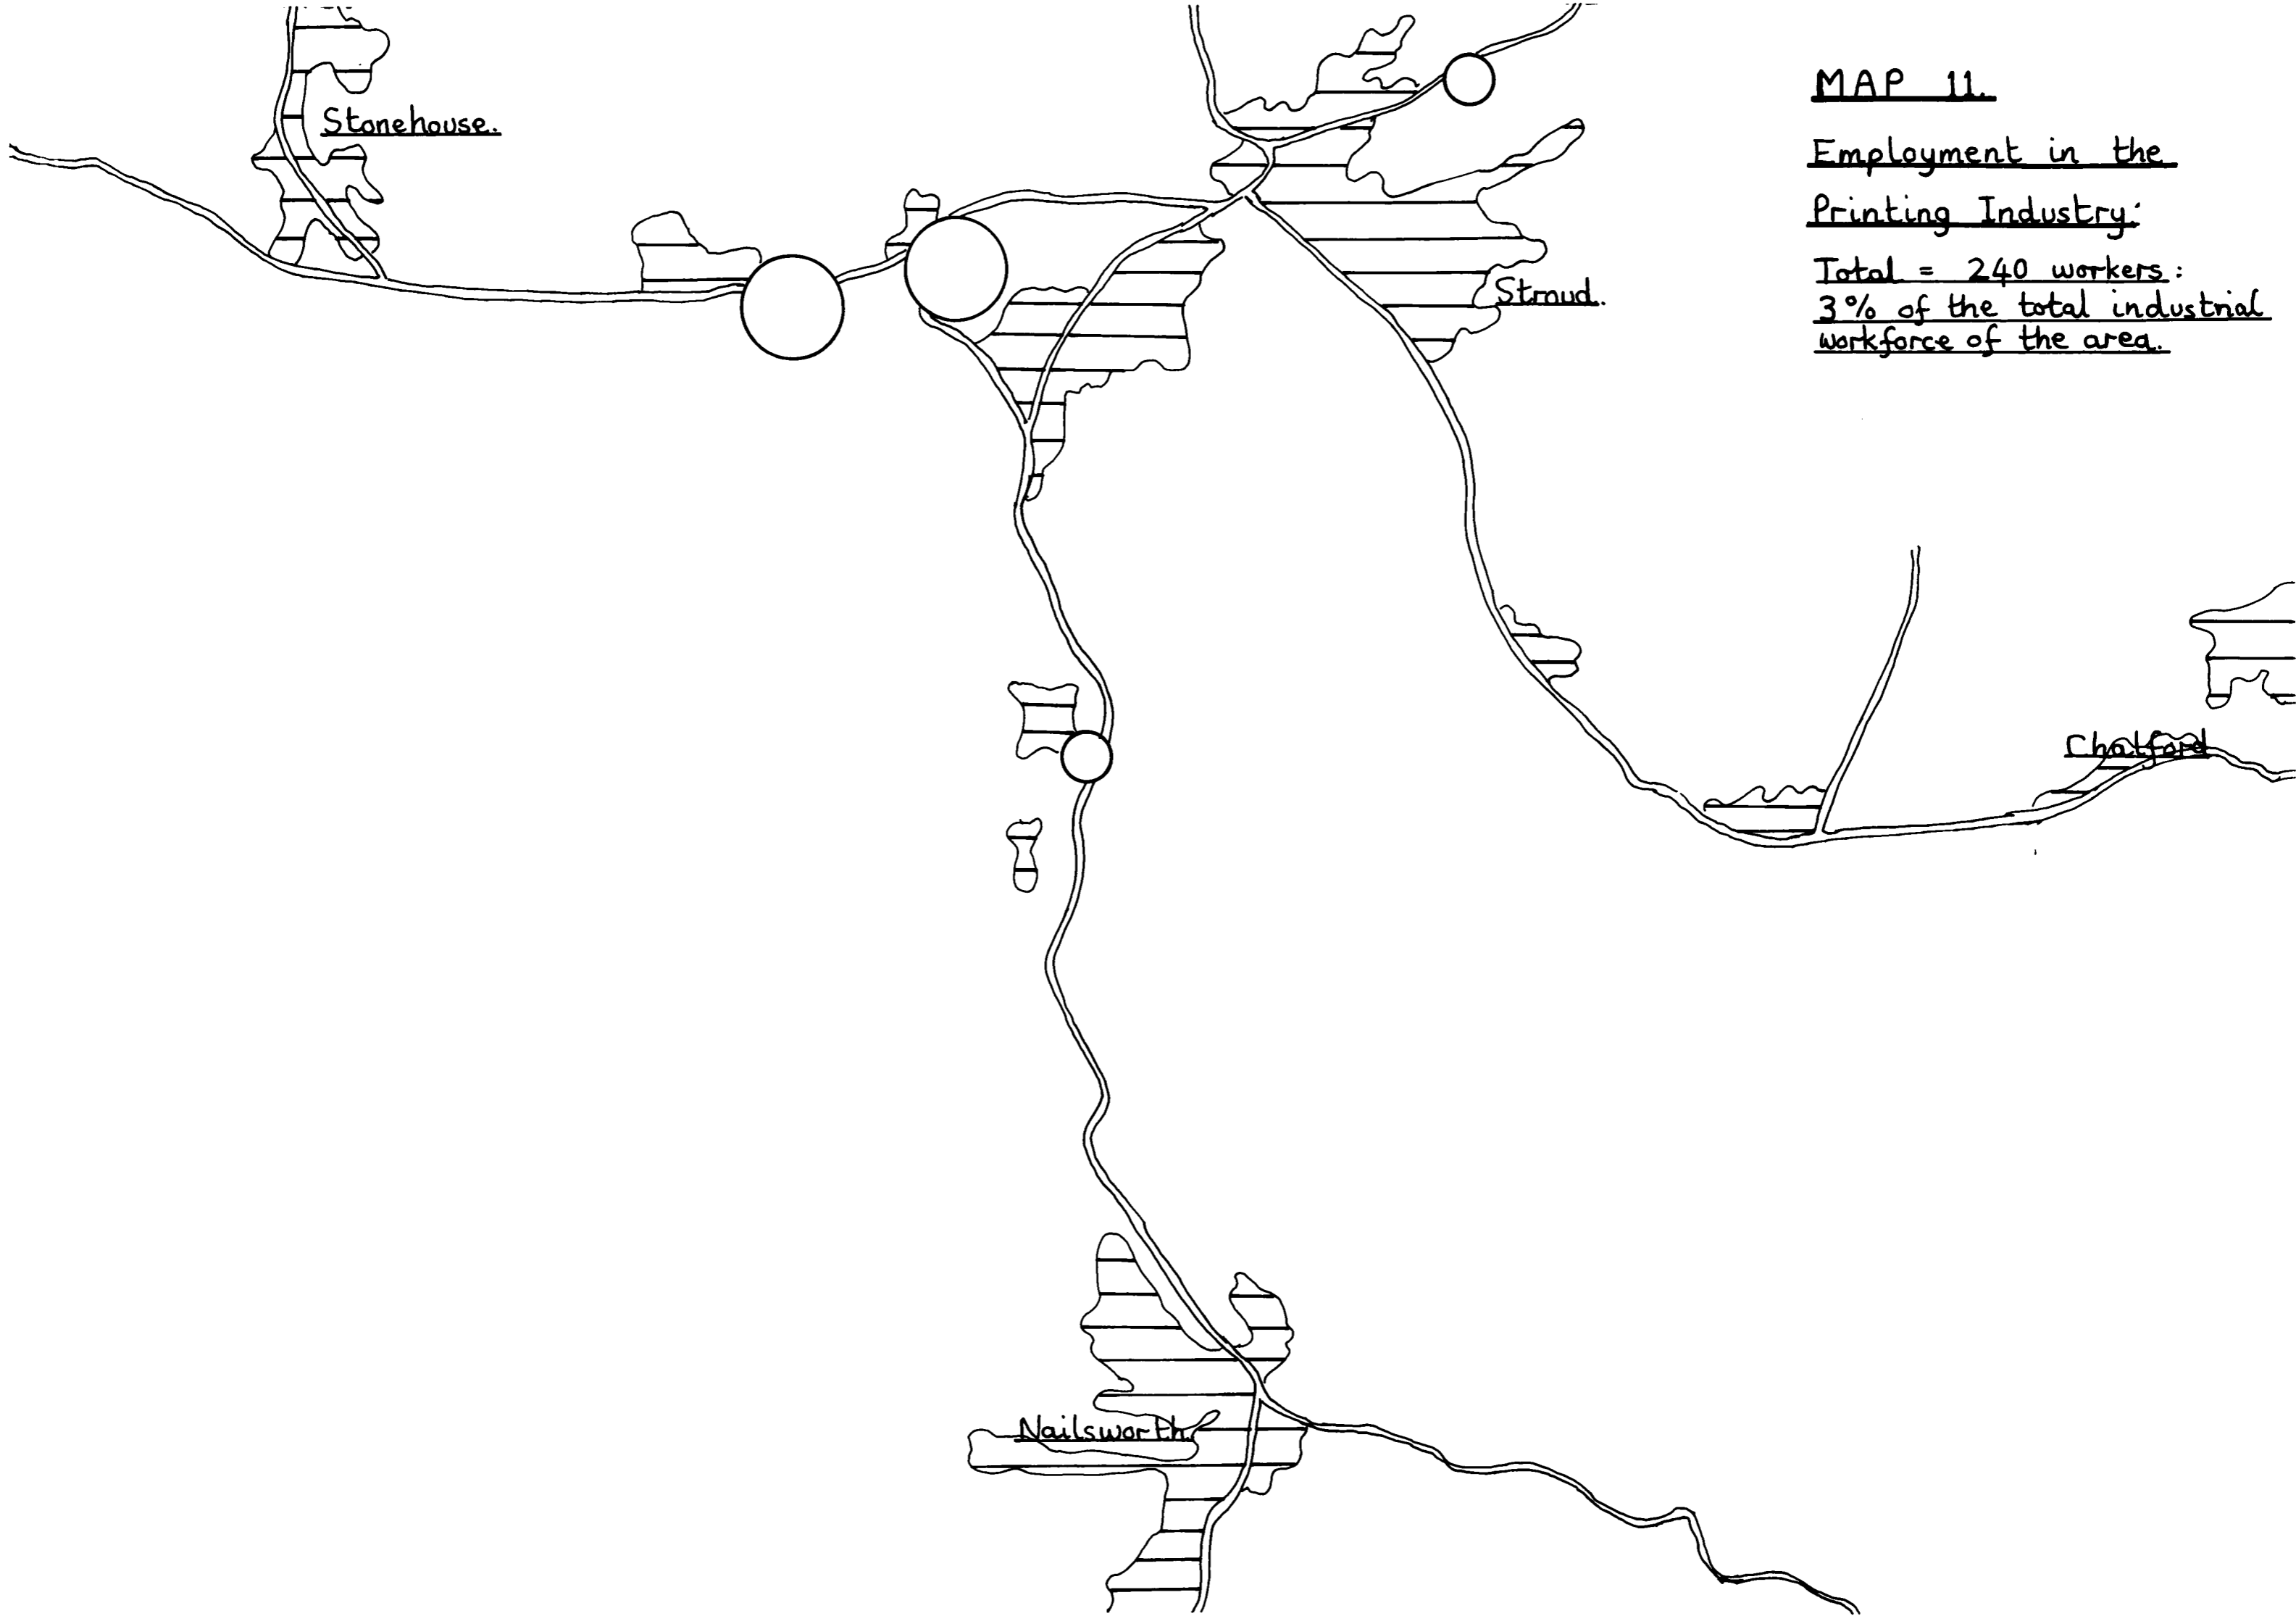 MAP 11.
Employment in the
Printing Industry:
Total = 240 workers:
3% of the total industrial
workforce of the area.
Stonehouse.
Stroud.
Chalford
Nailsworth.